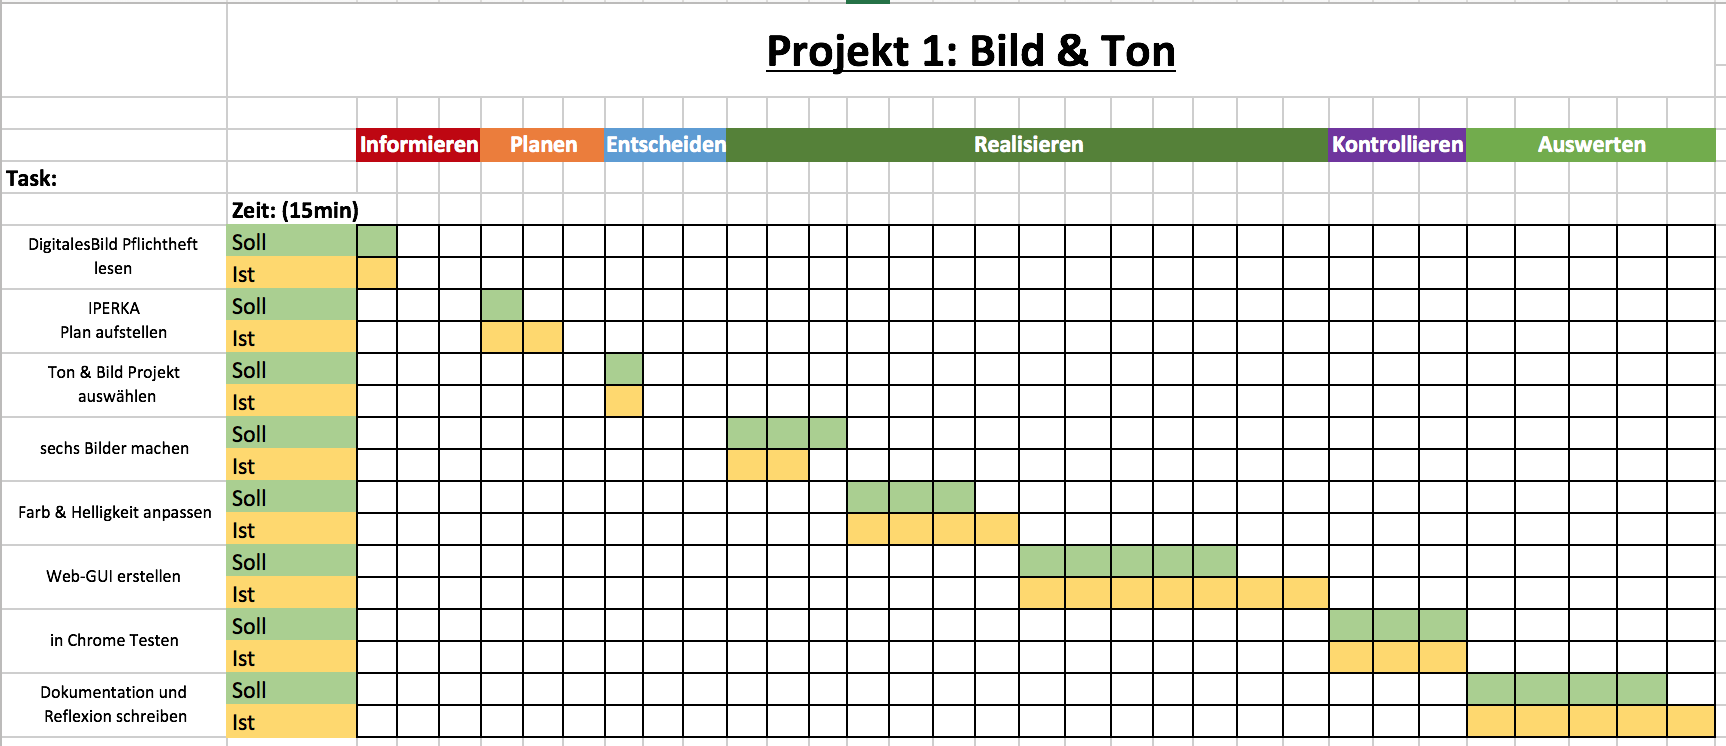 Projekt 1: Bild & Ton
Informieren Planen Entscheiden Realisieren Kontrollieren Auswerten
Task:
Zeit: (15min)
DigitalesBild Pflichtheft
lesen
Soll
Ist
IPERKA
Plan aufstellen
Soll
Ist
Ton & Bild Projekt
auswählen
Soll
Ist
sechs Bilder machen
Soll
Ist
Farb & Helligkeit anpassen
Soll
Ist
Web-GUI erstellen
Soll
Ist
in Chrome Testen
Soll
Ist
Dokumentation und
Reflexion schreiben
Soll
Ist